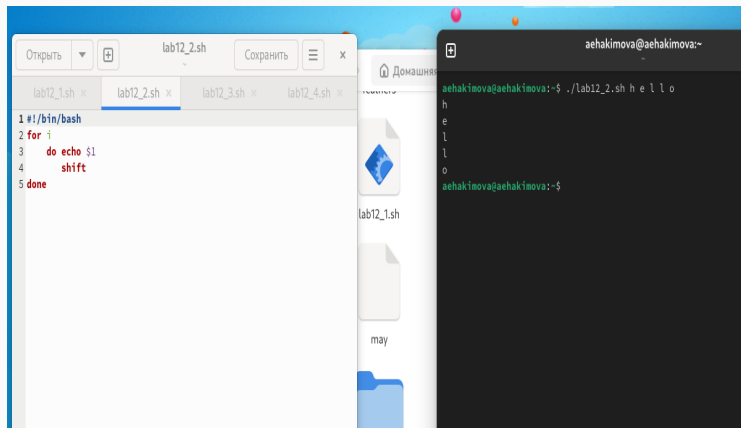 Открыть
lab12_2.sh
~
Сохранить
lab12_1.sh ×
lab12_2.sh ×
lab12_3.sh ×
lab12_4.sh ×
1 #!/bin/bash
2 for i
3 do echo $1
4 shift
5 done
Домашняя
lab12_1.sh
may
aehakimova@aehakimova:~
~
aehakimova@aehakimova:~$ ./lab12_2.sh h e l l o
h
e
l
l
o
aehakimova@aehakimova:~$